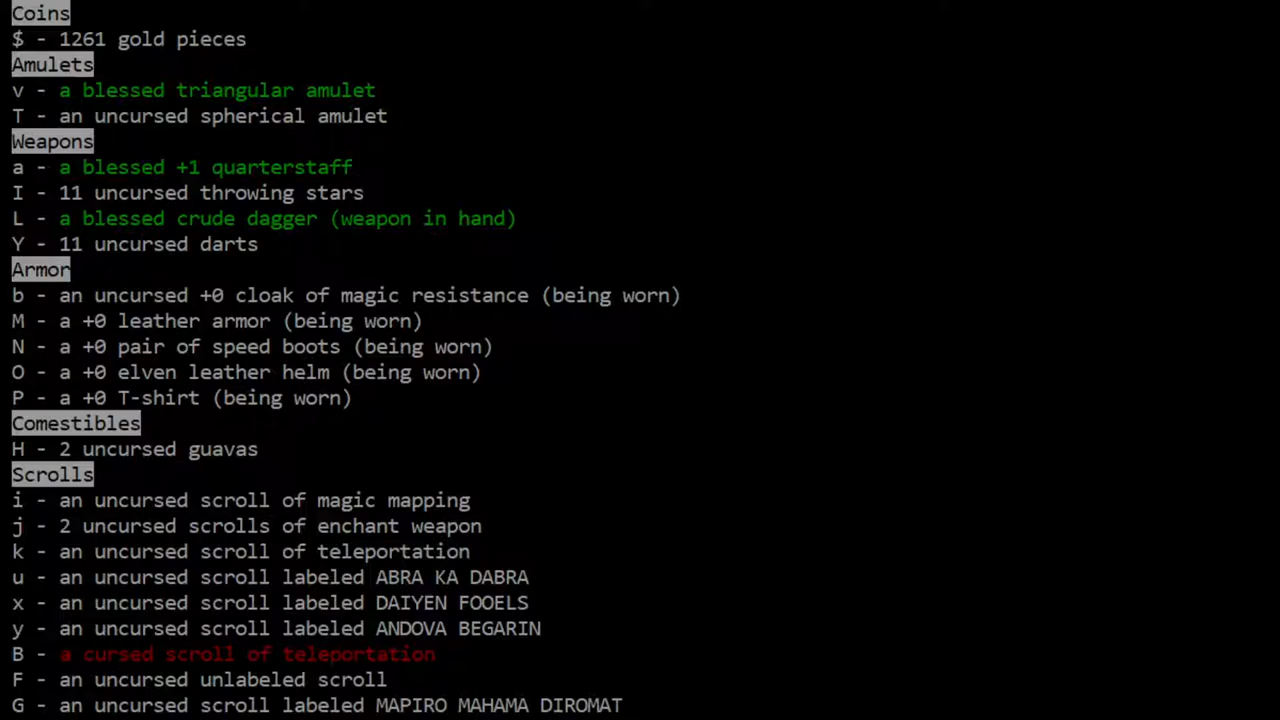 Coins
$ - 1261 gold pieces
Amulets
v - a blessed triangular amulet
T - an uncursed spherical amulet
Weapons
a - a blessed +1 quarterstaff
I - 11 uncursed throwing stars
L - a blessed crude dagger (weapon in hand)
Y - 11 uncursed darts
Armor
b - an uncursed +0 cloak of magic resistance (being worn)
M - a +0 leather armor (being worn)
N - a +0 pair of speed boots (being worn)
O - a +0 elven leather helm (being worn)
P - a +0 T-shirt (being worn)
Comestibles
H - 2 uncursed guavas
Scrolls
i - an uncursed scroll of magic mapping
j - 2 uncursed scrolls of enchant weapon
k - an uncursed scroll of teleportation
u - an uncursed scroll labeled ABRA KA DABRA
x - an uncursed scroll labeled DAIYEN FOOELS
y - an uncursed scroll labeled ANDOVA BEGARIN
B - a cursed scroll of teleportation
F - an uncursed unlabeled scroll
G - an uncursed scroll labeled MAPIRO MAHAMA DIROMAT